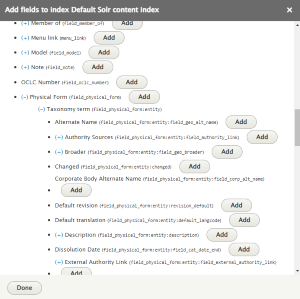 Add fields to index Default Solr content index
(+) Member of (field_member_of) Add
(+) Menu link (menu_link) Add
(+) Model (field_model) Add
(+) Note (field_note) Add
OCLC Number (field_oclc_number) Add
(−) Physical Form (field_physical_form) Add
(−) Taxonomy term (field_physical_form:entity)
Alternate Name (field_physical_form:entity:field_geo_alt_name) Add
(+) Authority Sources (field_physical_form:entity:field_authority_link) Add
(+) Broader (field_physical_form:entity:field_geo_broader) Add
Changed (field_physical_form:entity:changed) Add
Corporate Body Alternate Name (field_physical_form:entity:field_corp_alt_name)
Add
Default revision (field_physical_form:entity:revision_default) Add
Default translation (field_physical_form:entity:default_langcode) Add
(−) Description (field_physical_form:entity:description) Add
Dissolution Date (field_physical_form:entity:field_cat_date_end) Add
(−) External Authority Link (field_physical_form:entity:field_external_authority_link)
Add
Done